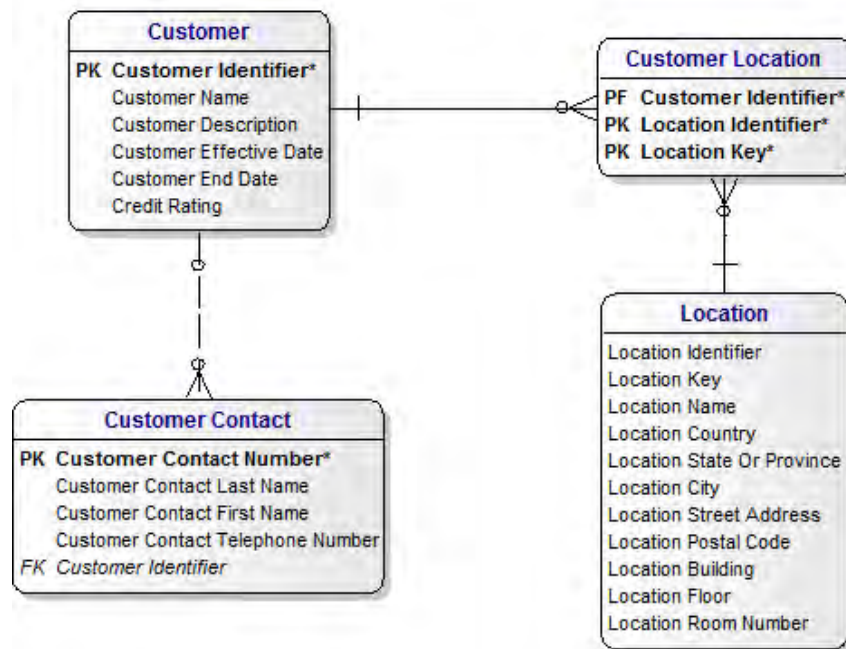 Customer
PK Customer Identifier*
Customer Name
Customer Description
Customer Effective Date
Customer End Date
Credit Rating
Customer Location
PF Customer Identifier*
PK Location Identifier*
PK Location Key*
Customer Contact
PK Customer Contact Number*
Customer Contact Last Name
Customer Contact First Name
Customer Contact Telephone Number
FK Customer Identifier
Location
Location Identifier
Location Key
Location Name
Location Country
Location State Or Province
Location City
Location Street Address
Location Postal Code
Location Building
Location Floor
Location Room Number